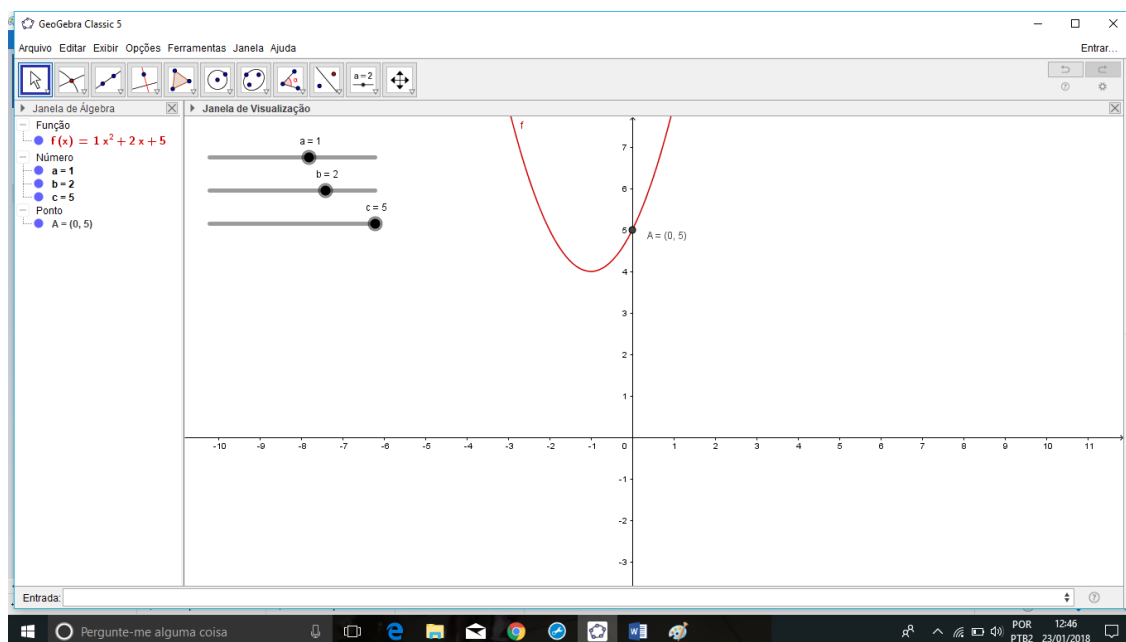 GeoGebra Classic 5
Arquivo Editar Exibir Opções Ferramentas Janela Ajuda Entrar...
a=2
Janela de Álgebra
Janela de Visualização
Função
f(x) = 1 x² + 2 x + 5
Número
a = 1
b = 2
c = 5
Ponto
A = (0, 5)
a = 1
b = 2
c = 5
f
A = (0, 5)
7
6
5
4
3
2
1
-10 -9 -8 -7 -6 -5 -4 -3 -2 -1 0 1 2 3 4 5 6 7 8 9 10 11
-1
-2
-3
Entrada:
Pergunte-me alguma coisa
POR
PTB2
12:46
23/01/2018